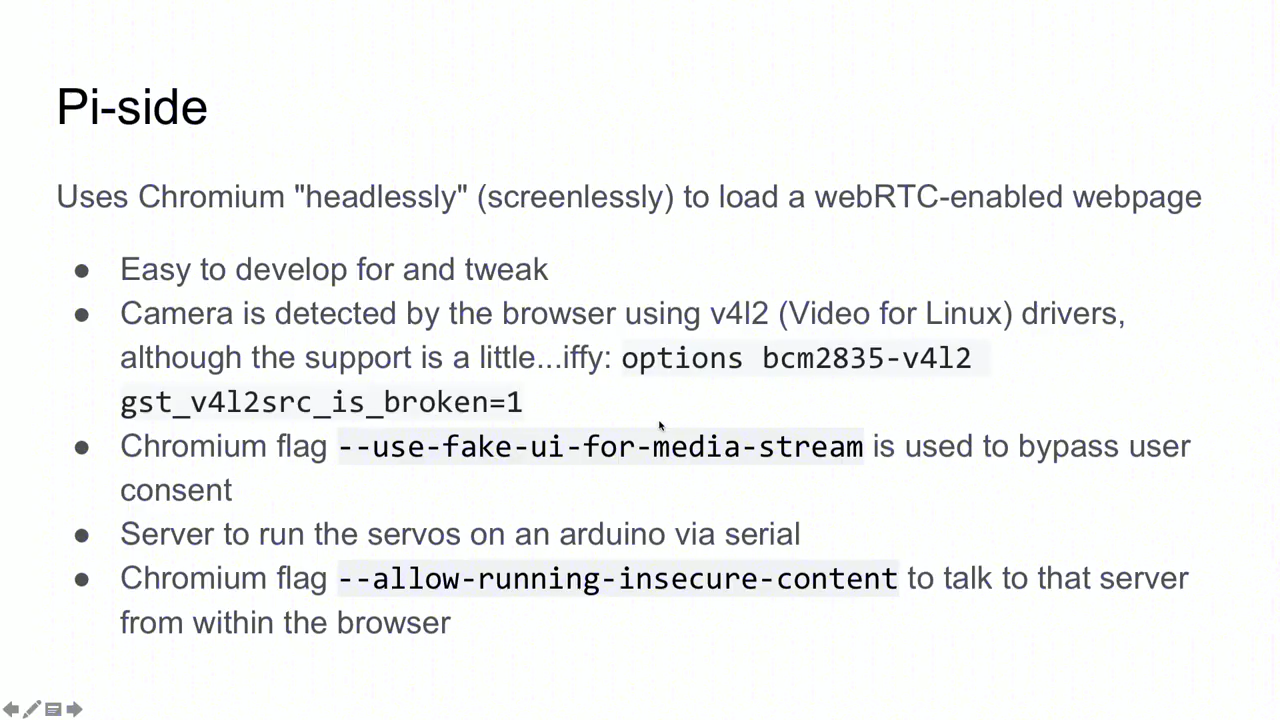 Pi-side
Uses Chromium "headlessly" (screenlessly) to load a webRTC-enabled webpage
● Easy to develop for and tweak
● Camera is detected by the browser using v4l2 (Video for Linux) drivers,
although the support is a little...iffy: options bcm2835-v4l2
gst_v4l2src_is_broken=1
● Chromium flag --use-fake-ui-for-media-stream is used to bypass user
consent
● Server to run the servos on an arduino via serial
● Chromium flag --allow-running-insecure-content to talk to that server
from within the browser